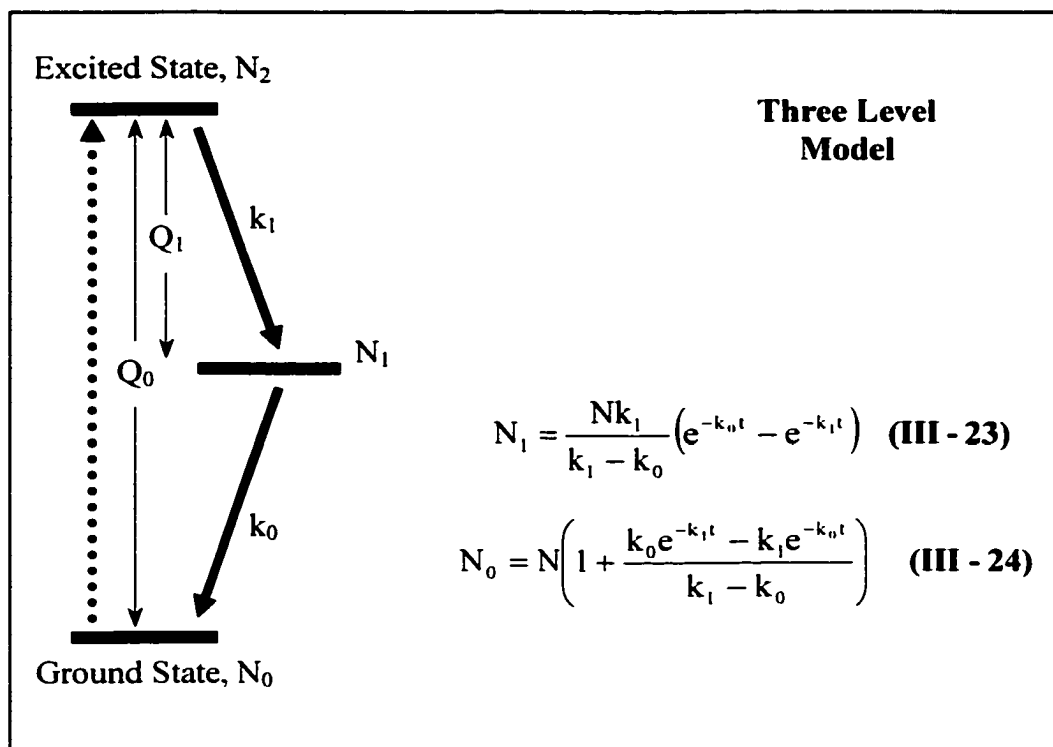 Excited State, N₂
Three Level
Model
k₁
Q₁
N₁
Q₀
N₁ = Nk₁ / (k₁ − k₀) (e^{−k₀t} − e^{−k₁t}) (III - 23)
k₀
N₀ = N(1 + (k₀e^{−k₁t} − k₁e^{−k₀t}) / (k₁ − k₀)) (III - 24)
Ground State, N₀